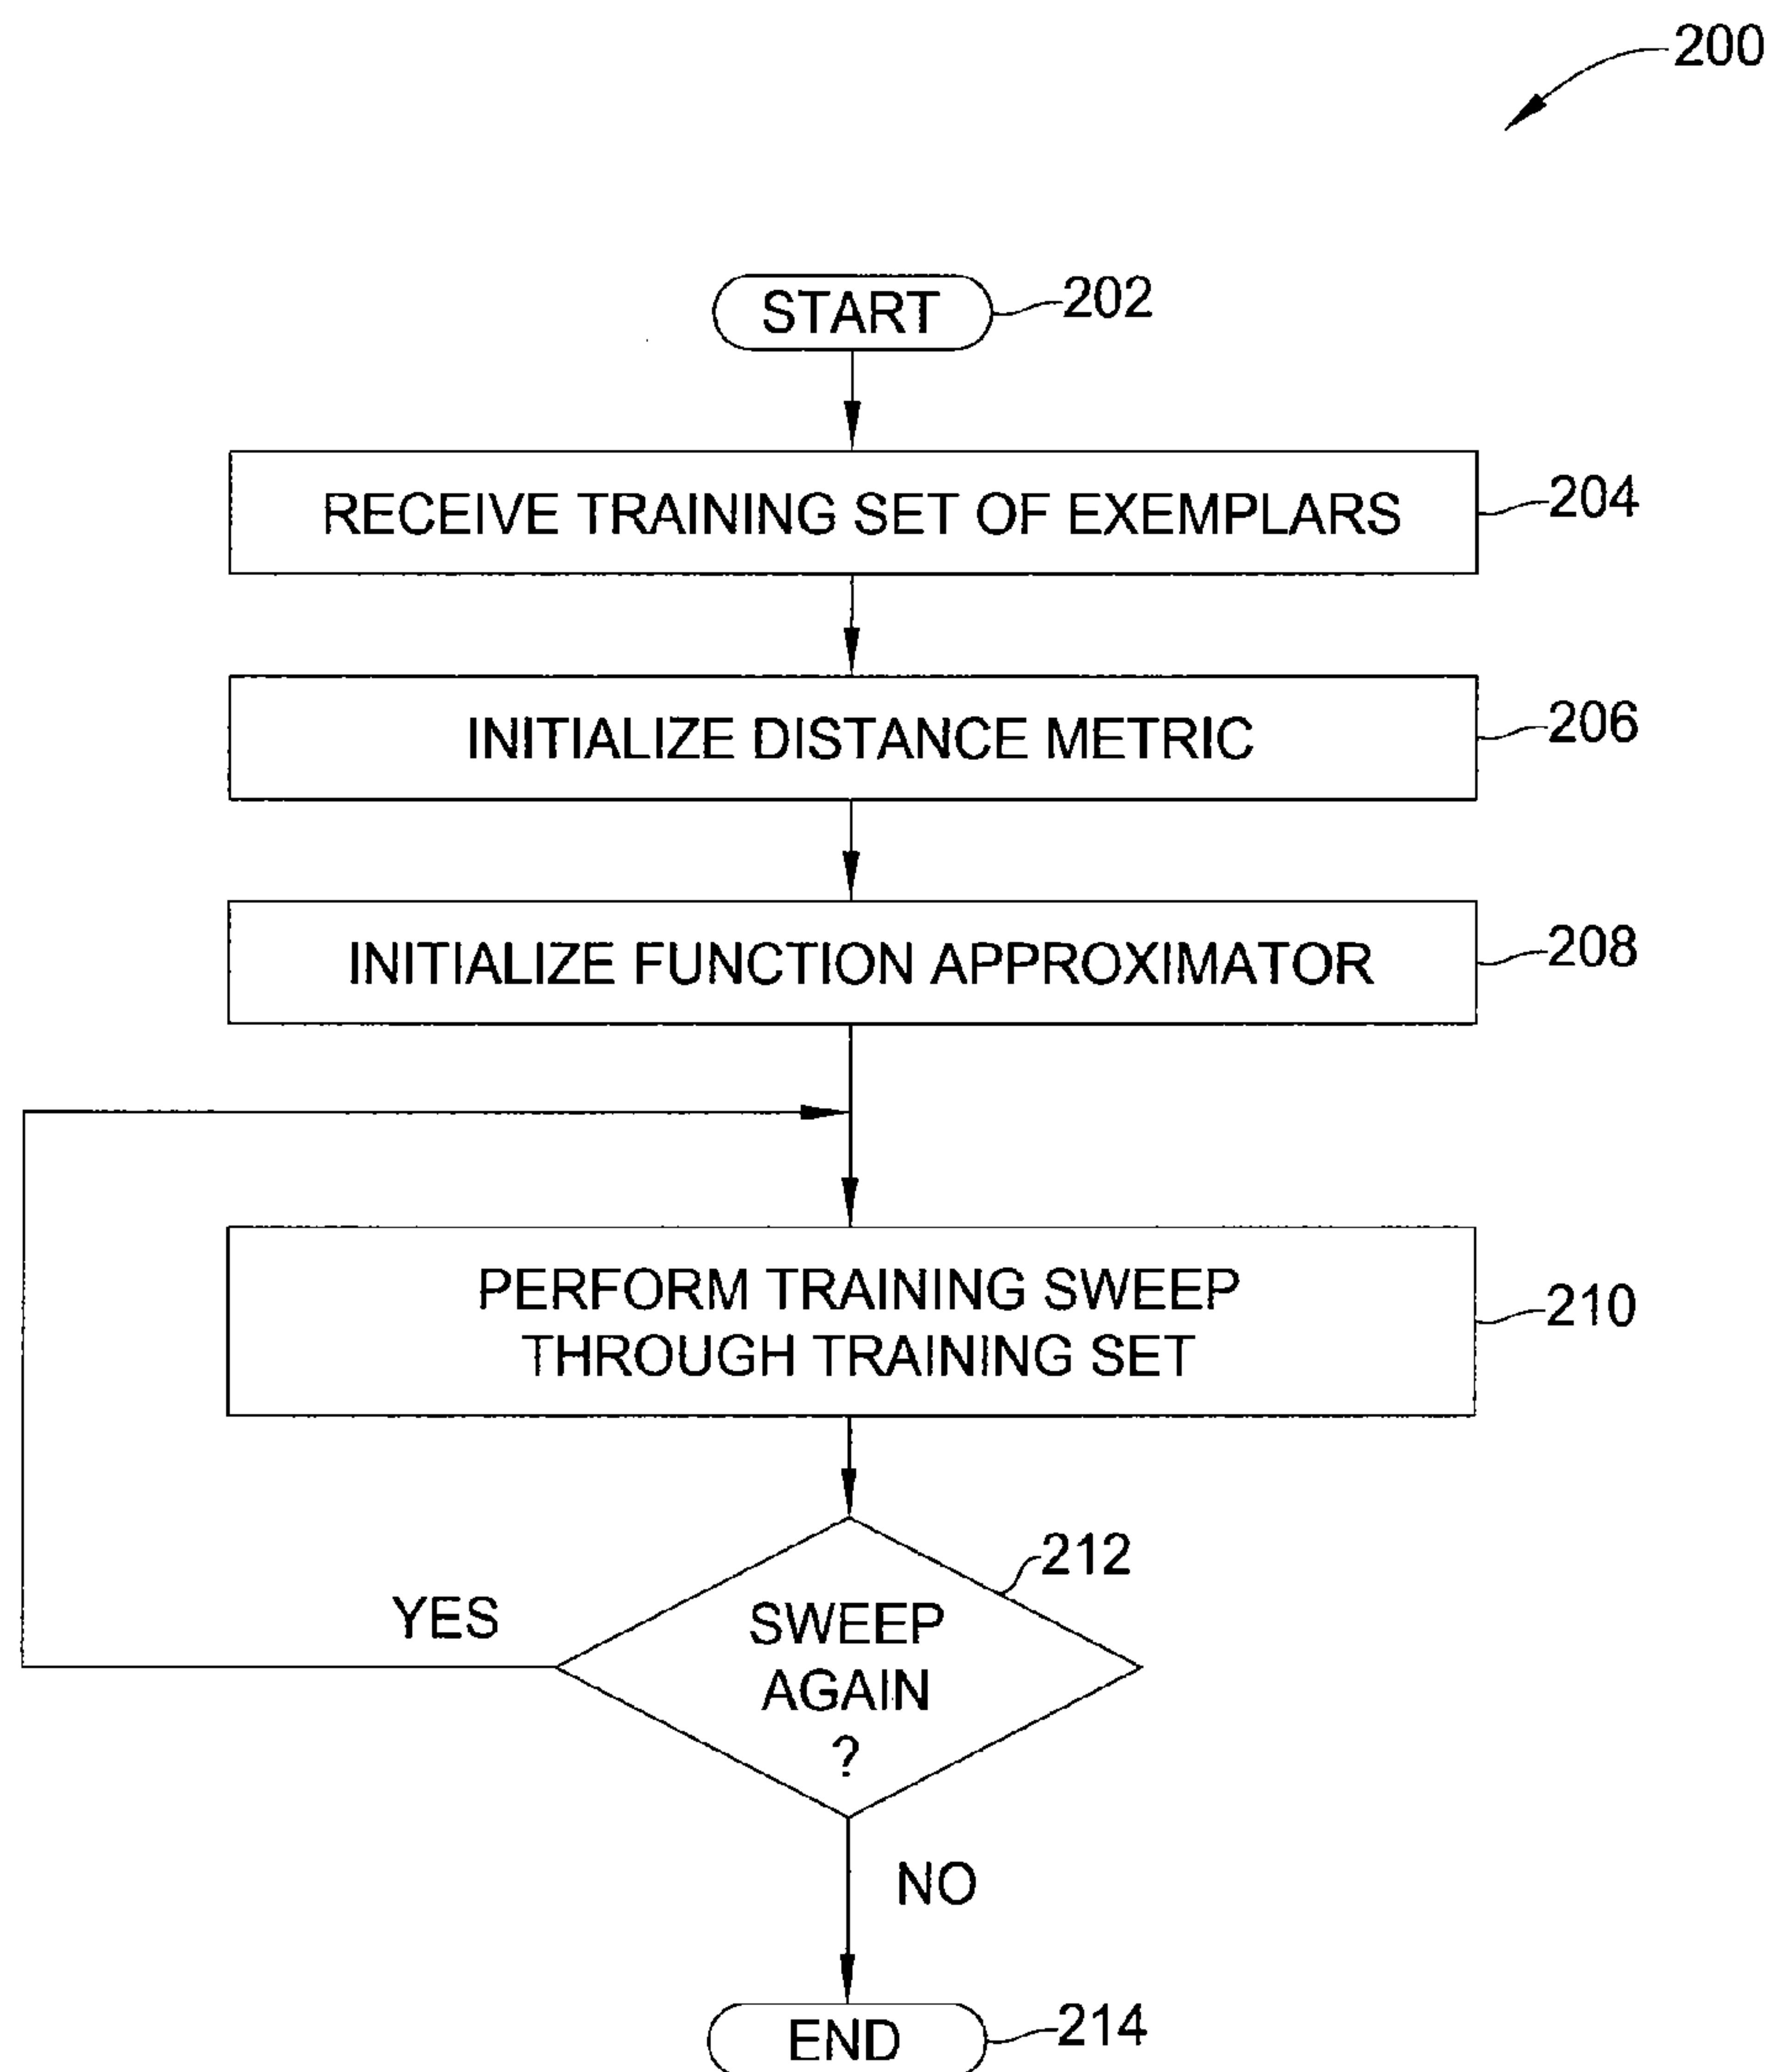 200
START
202
RECEIVE TRAINING SET OF EXEMPLARS
204
INITIALIZE DISTANCE METRIC
206
INITIALIZE FUNCTION APPROXIMATOR
208
PERFORM TRAINING SWEEP
THROUGH TRAINING SET
210
212
SWEEP
AGAIN
?
YES
NO
END
214